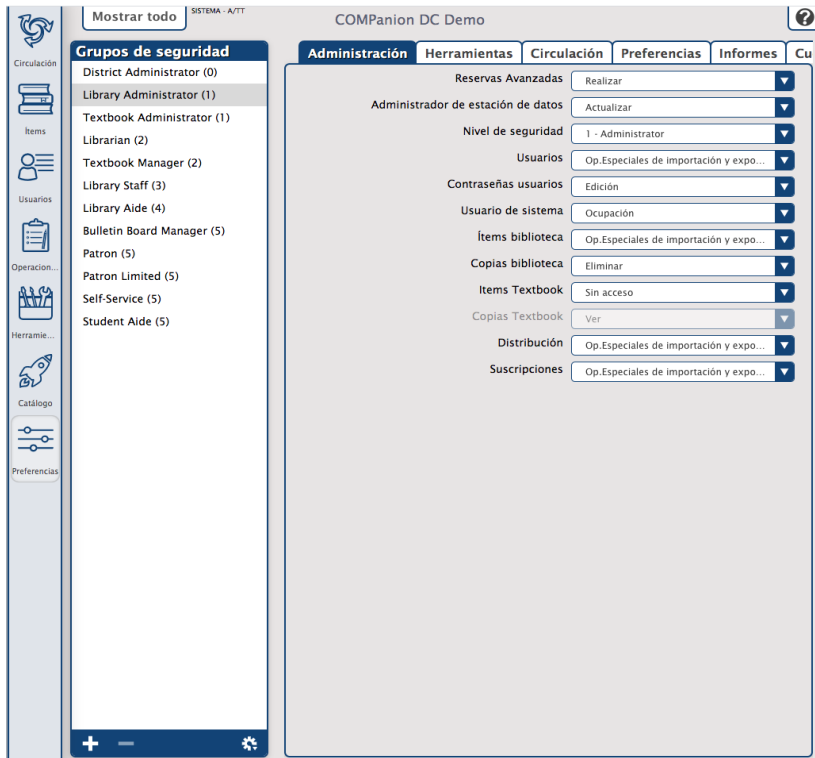 Mostrar todo
SISTEMA - A/TT
COMPanion DC Demo
?
Circulación
Ítems
Usuarios
Operacion...
Herramie...
Catálogo
Preferencias
Grupos de seguridad
District Administrator (0)
Library Administrator (1)
Textbook Administrator (1)
Librarian (2)
Textbook Manager (2)
Library Staff (3)
Library Aide (4)
Bulletin Board Manager (5)
Patron (5)
Patron Limited (5)
Self-Service (5)
Student Aide (5)
Administración Herramientas Circulación Preferencias Informes Cu
Reservas Avanzadas Realizar
Administrador de estación de datos Actualizar
Nivel de seguridad 1 - Administrator
Usuarios Op.Especiales de importación y expo...
Contraseñas usuarios Edición
Usuario de sistema Ocupación
Ítems biblioteca Op.Especiales de importación y expo...
Copias biblioteca Eliminar
Items Textbook Sin acceso
Copias Textbook Ver
Distribución Op.Especiales de importación y expo...
Suscripciones Op.Especiales de importación y expo...